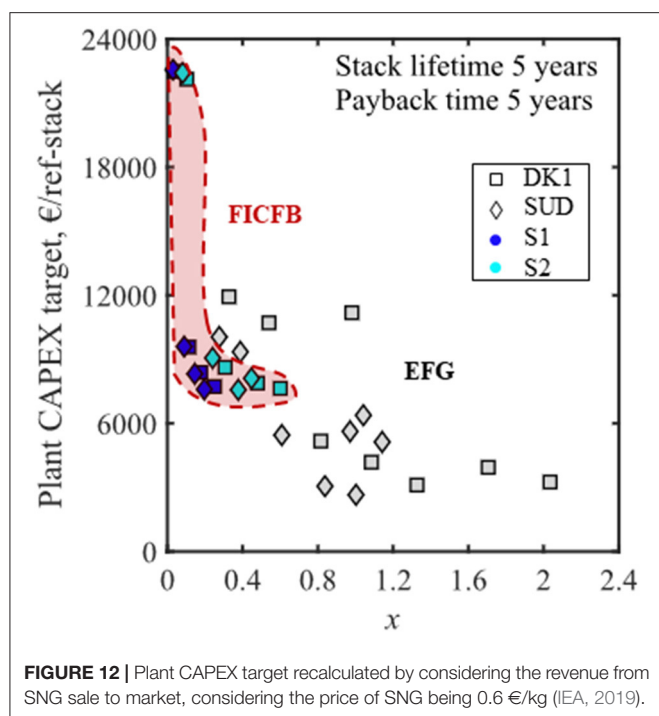 Plant CAPEX target, €/ref-stack
24000
18000
12000
6000
0
Stack lifetime 5 years
Payback time 5 years
DK1
SUD
S1
S2
FICFB
EFG
0 0.4 0.8 1.2 1.6 2 2.4
x
FIGURE 12 | Plant CAPEX target recalculated by considering the revenue from
SNG sale to market, considering the price of SNG being 0.6 €/kg (IEA, 2019).